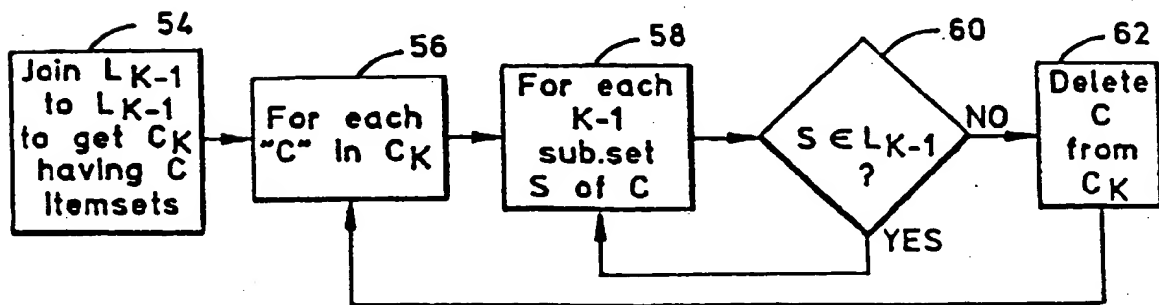 54
Join L K-1
to L K-1
to get C K
having C
Itemsets
56
For each
"C" in C K
58
For each
K-1
sub.set
S of C
60
S ∈ L K-1
?
NO
YES
62
Delete
C
from
C K